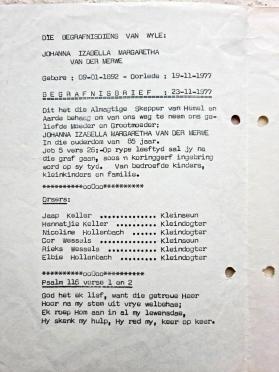 DIE BEGRAFNISDIENS VAN WYLE:
JOHANNA IZABELLA MARGARETHA
VAN DER MERWE
Gebore : 09-01-1892 - Oorlede : 19-11-1977
B E G R A F N I S B R I E F : 23-11-1977
Dit het die Almagtige Skepper van Hemel en
Aarde behaag om van ons weg te neem ons ge-
liefde Moeder en Grootmoeder;
JOHANNA IZABELLA MARGARETHA VAN DER MERWE
In die ouderdom van 85 jaar.
Job 5 vers 26:-Op rype leeftyd sal jy na
die graf gaan, soos 'n koringgerf ingebring
word op sy tyd. Van bedroefde kinders,
kleinkinders en familie.
**********ooOoo**********
Draers:
Jaap Keller .............. Kleinseun
Hannatjie Keller ......... Kleindogter
Nicoline Hollenbach ...... Kleindogter
Cor Wessels .............. Kleinseun
Rieks Wessels ............ Kleindogter
Elbie Hollenbach ......... Kleindogter
**********ooOoo**********
Psalm 116 verse 1 en 2
God het ek lief, want die getroue Heer
Hoor na my stem uit vrye welbehae;
Ek roep Hom aan in al my lewensdae,
Hy skenk my hulp, Hy red my, keer op keer.